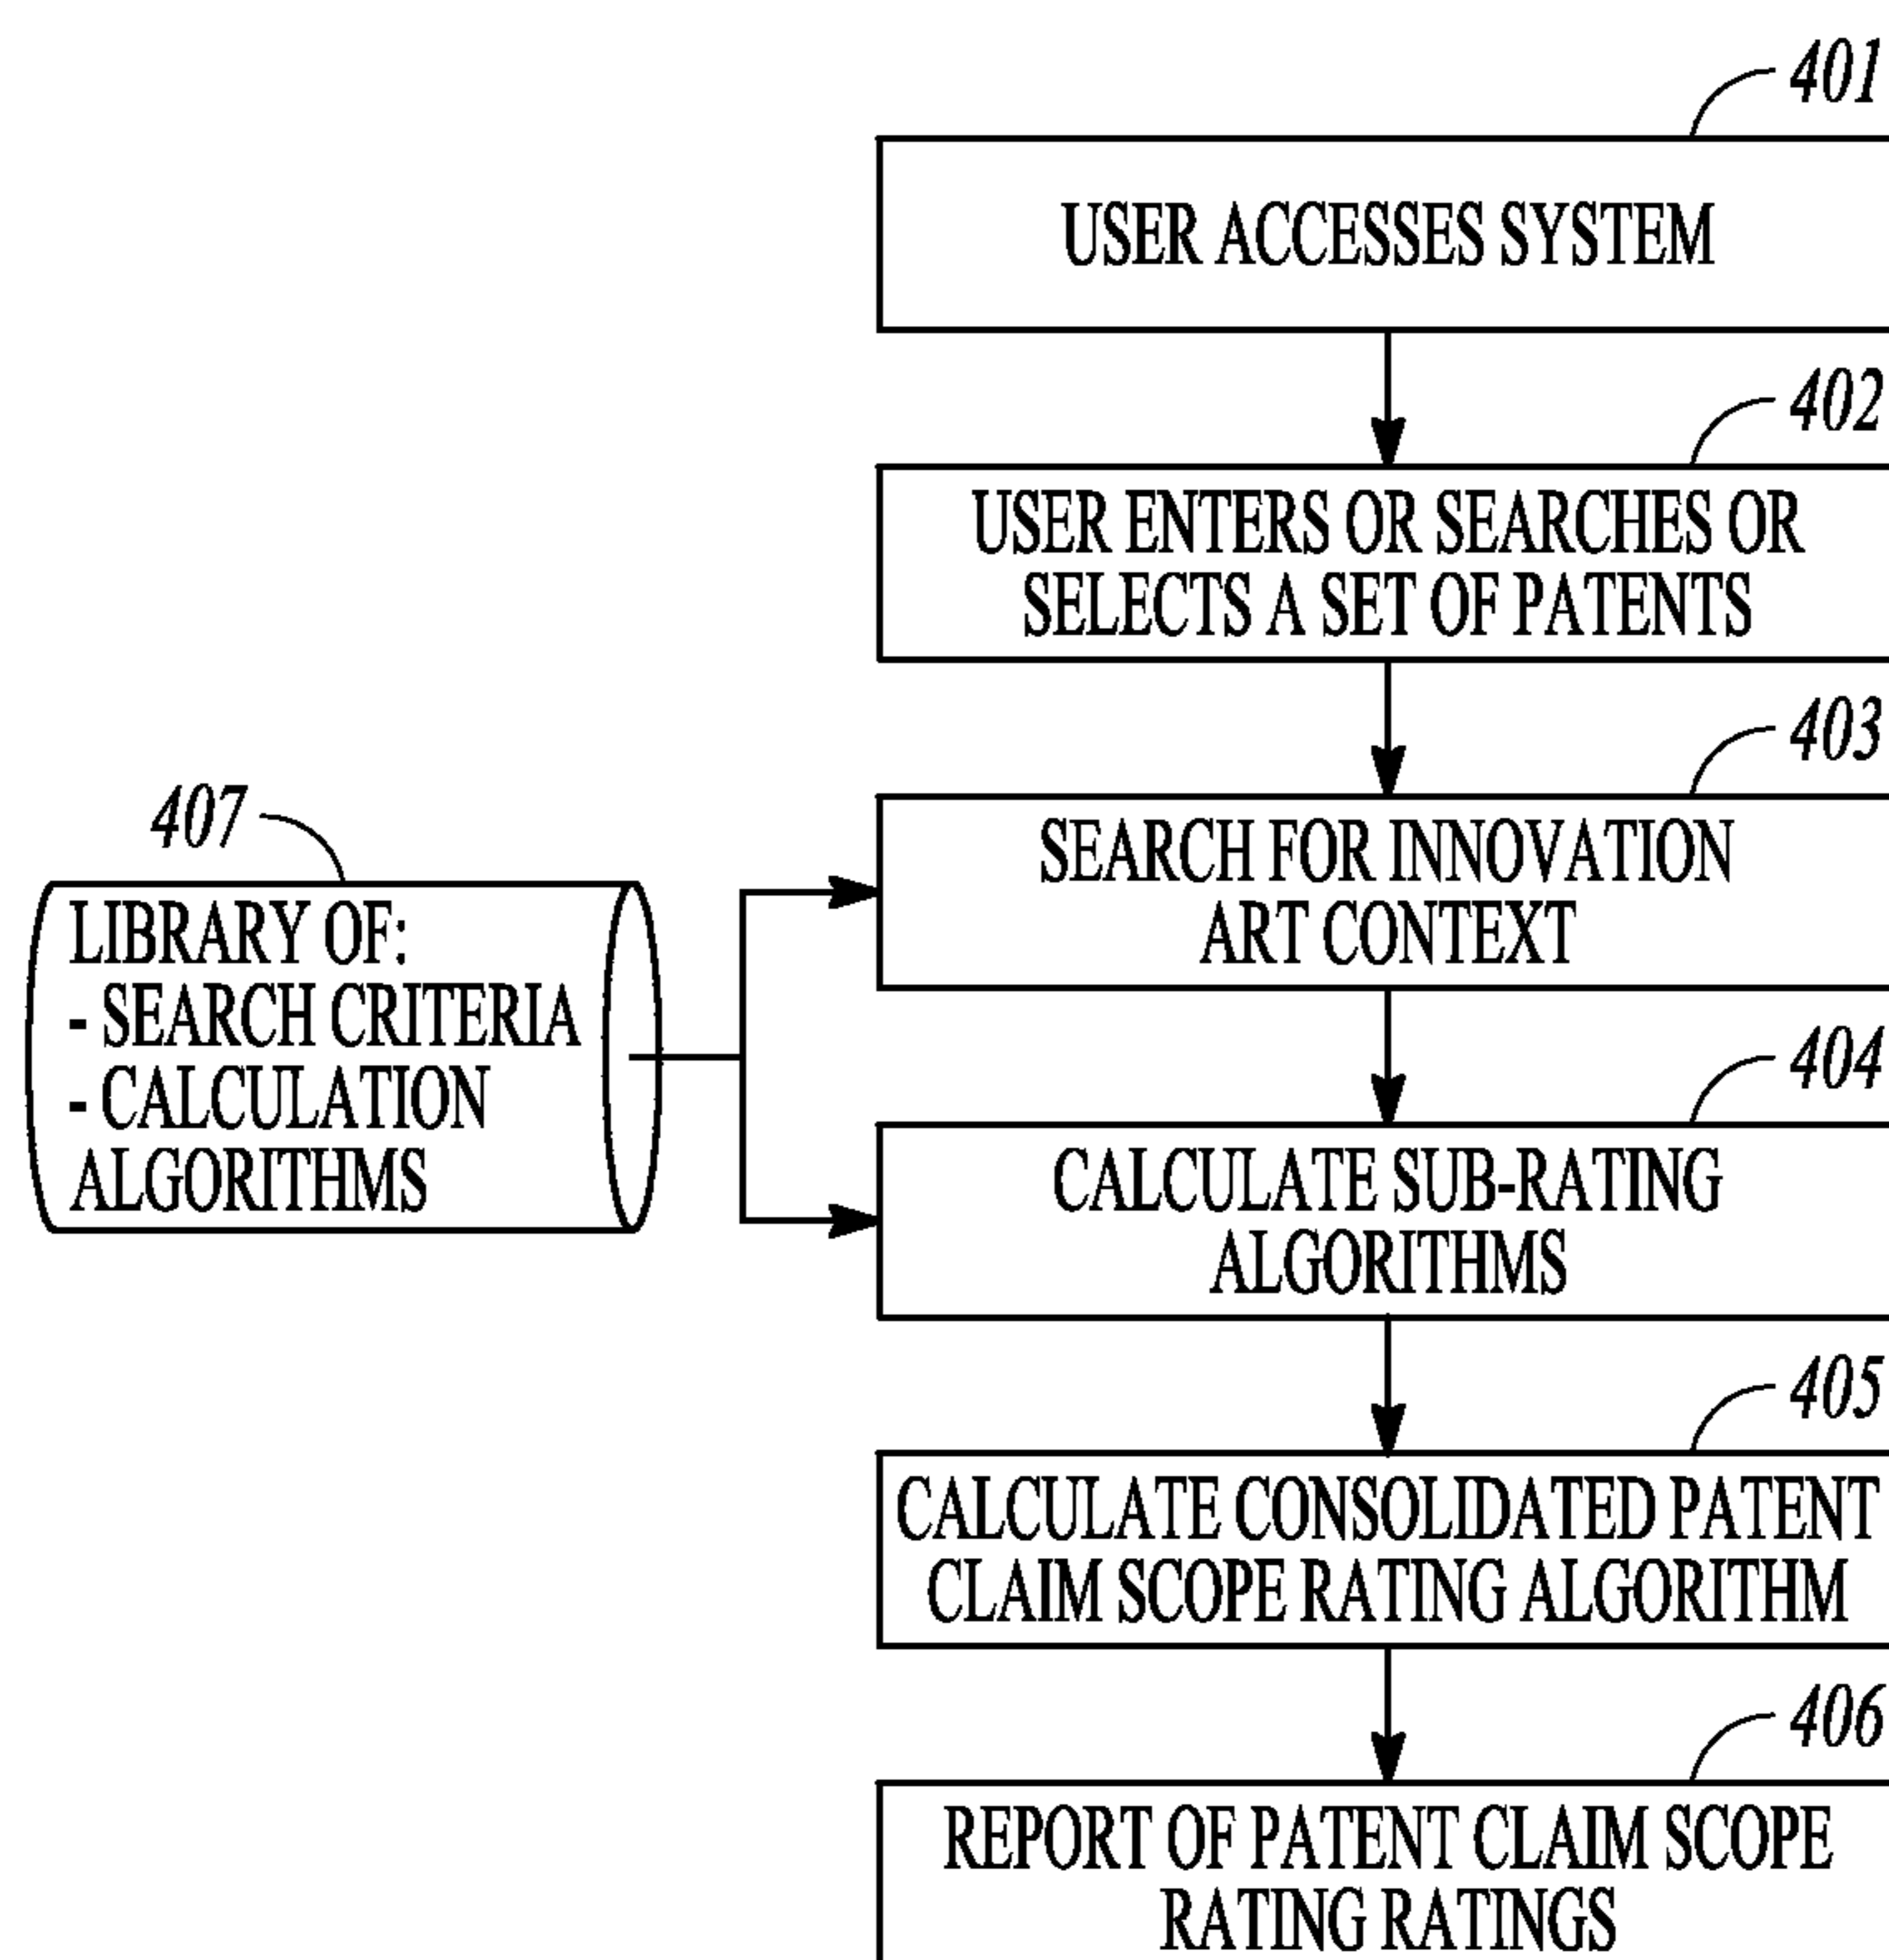 401
USER ACCESSES SYSTEM
402
USER ENTERS OR SEARCHES OR
SELECTS A SET OF PATENTS
403
SEARCH FOR INNOVATION
ART CONTEXT
407
LIBRARY OF:
- SEARCH CRITERIA
- CALCULATION
ALGORITHMS
404
CALCULATE SUB-RATING
ALGORITHMS
405
CALCULATE CONSOLIDATED PATENT
CLAIM SCOPE RATING ALGORITHM
406
REPORT OF PATENT CLAIM SCOPE
RATING RATINGS